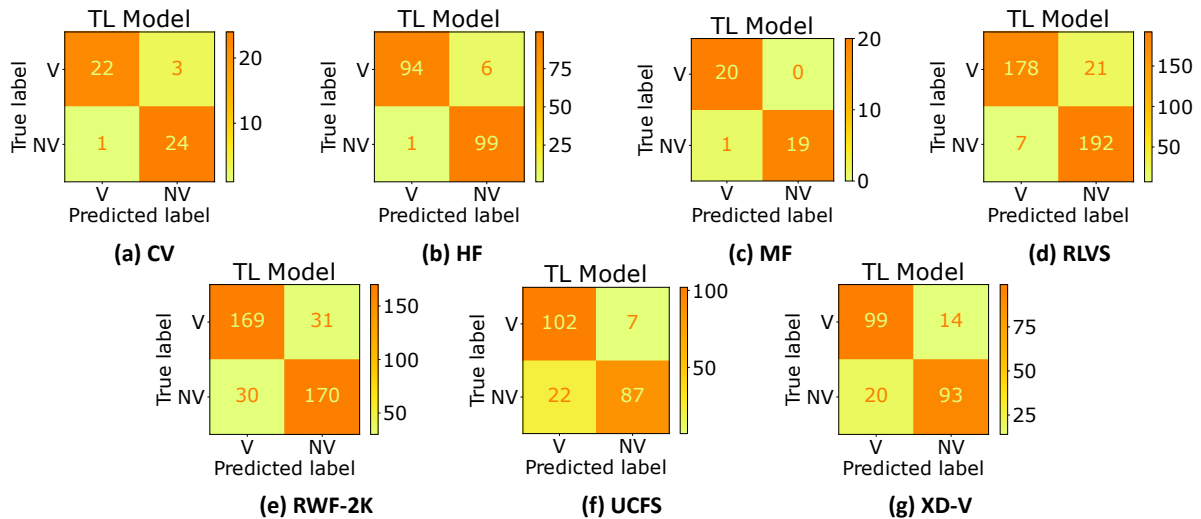 TL Model
True label
V
22
3
20
NV
1
24
10
V
NV
Predicted label
(a) CV
TL Model
True label
V
94
6
75
50
NV
1
99
25
V
NV
Predicted label
(b) HF
TL Model
True label
20
V
20
0
10
NV
1
19
0
V
NV
Predicted label
(c) MF
TL Model
True label
V
178
21
150
100
NV
7
192
50
V
NV
Predicted label
(d) RLVS
TL Model
True label
V
169
31
150
100
NV
30
170
50
V
NV
Predicted label
(e) RWF-2K
TL Model
True label
100
V
102
7
50
NV
22
87
V
NV
Predicted label
(f) UCFS
TL Model
True label
V
99
14
75
50
NV
20
93
25
V
NV
Predicted label
(g) XD-V